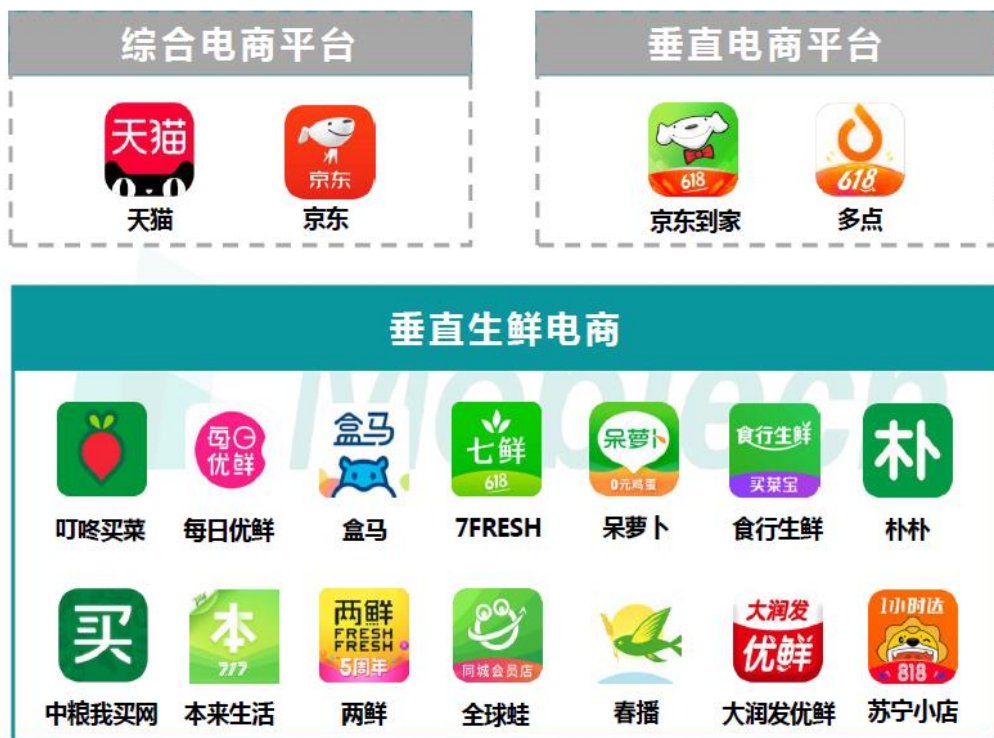 综合电商平台
垂直电商平台
天猫
京东
618
618
天猫
京东
京东到家
多点
垂直生鲜电商
MobTech
每日优鲜
盒马
七鲜
618
呆萝卜
0元鸡蛋
食行生鲜
买菜宝
朴
叮咚买菜
每日优鲜
盒马
7FRESH
呆萝卜
食行生鲜
朴朴
买
本
717
两鲜
FRESH
FRESH
5周年
同城会员店
大润发
优鲜
1小时达
818
中粮我买网
本来生活
两鲜
全球蛙
春播
大润发优鲜
苏宁小店